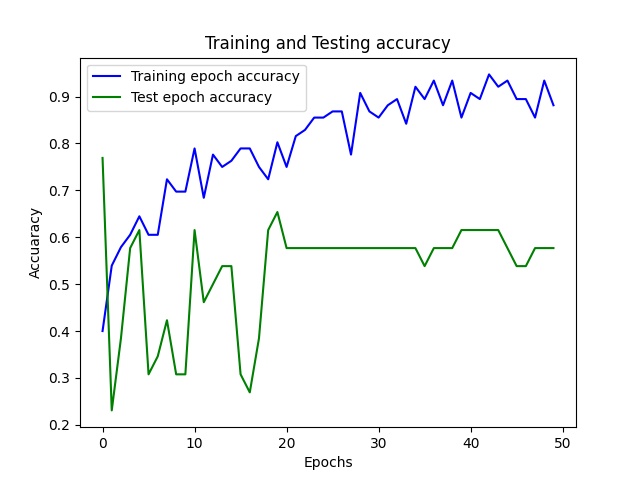 Training and Testing accuracy
Training epoch accuracy
Test epoch accuracy
0.9
0.8
0.7
0.6
0.5
0.4
0.3
0.2
Accuaracy
0 10 20 30 40 50
Epochs